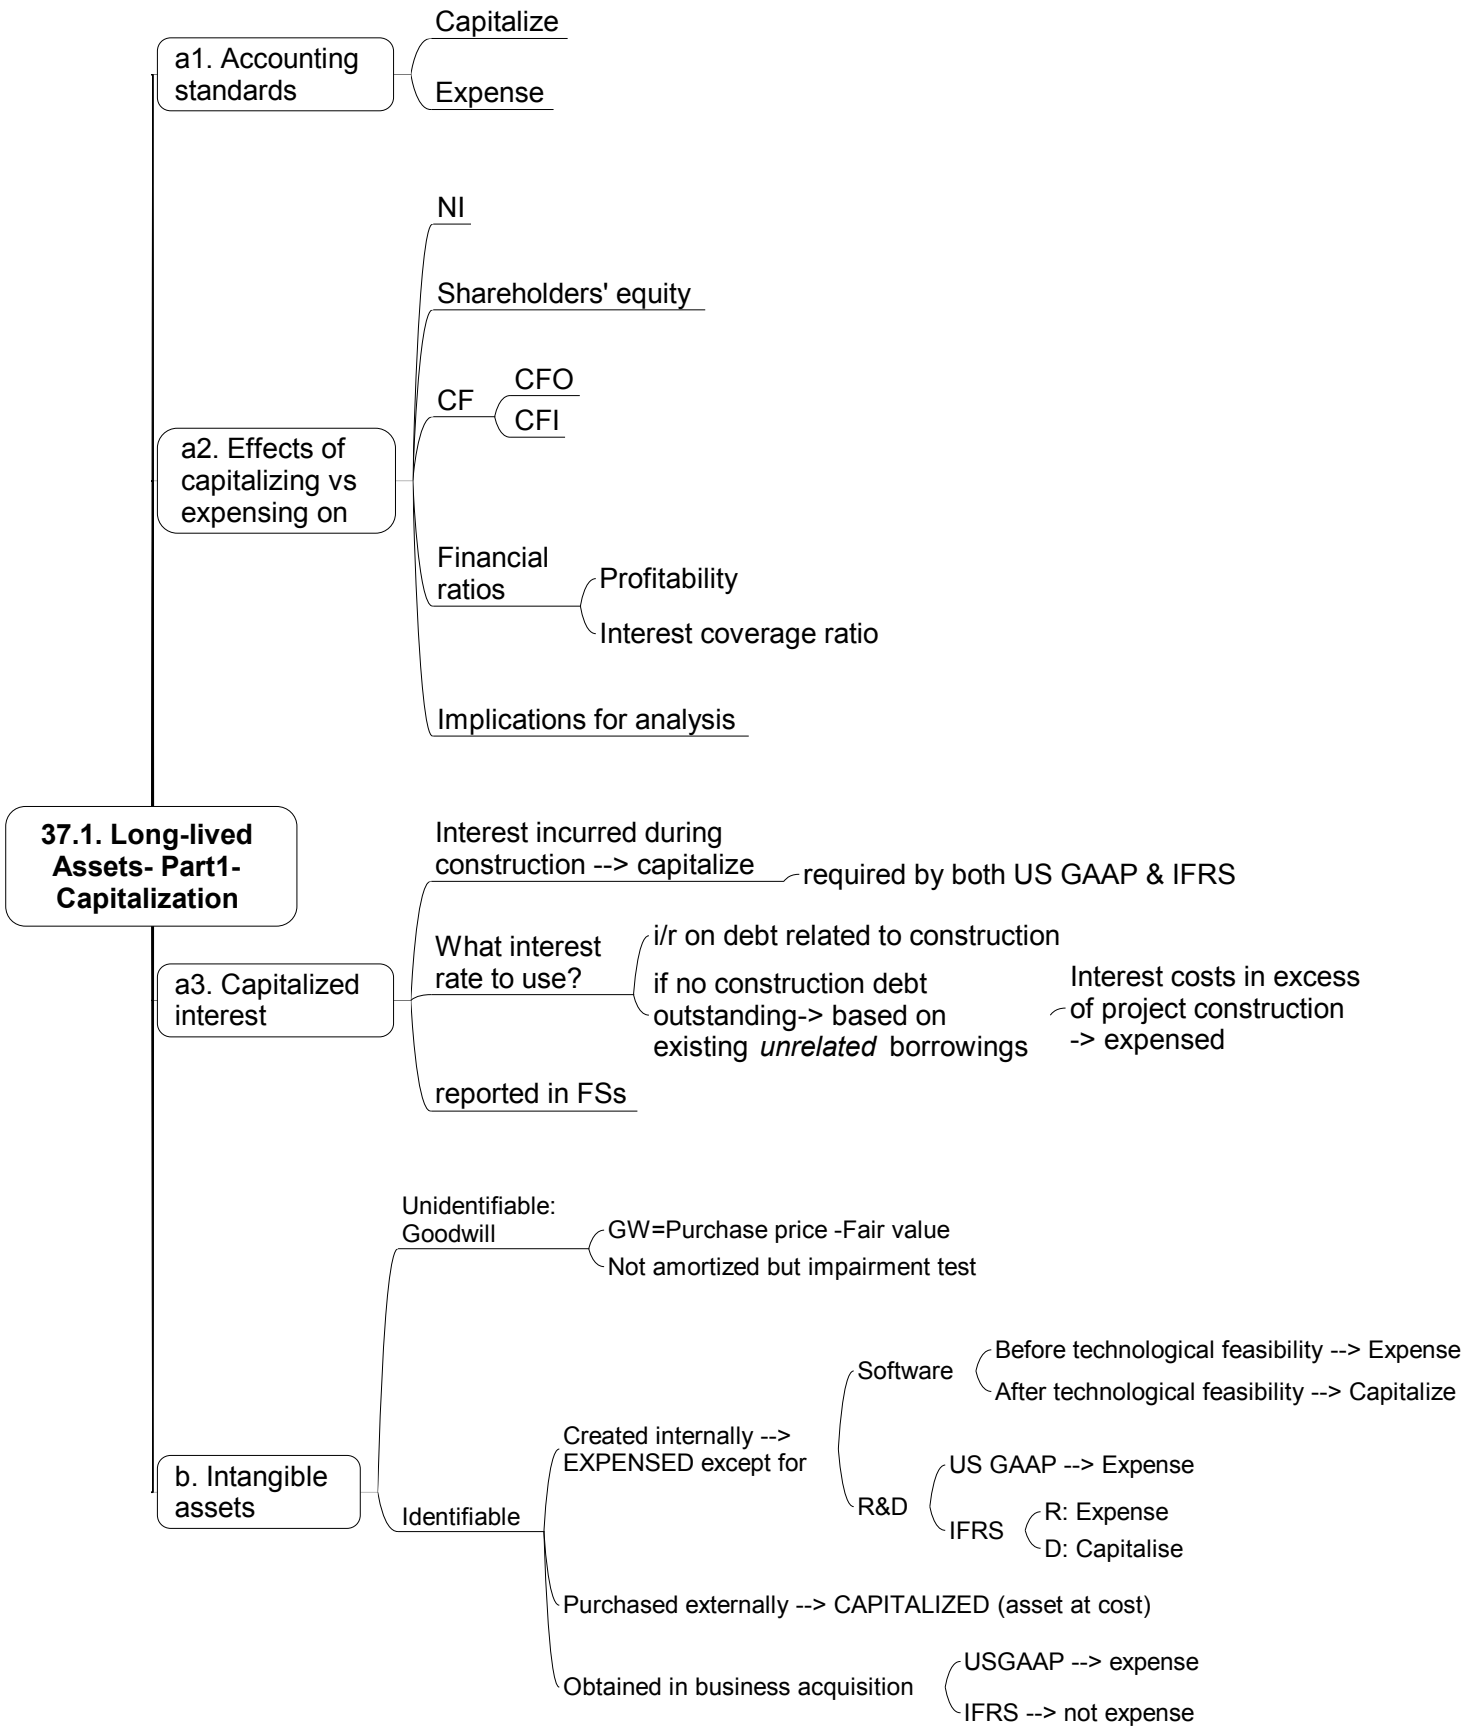 37.1. Long-lived
Assets- Part1-
Capitalization
a1. Accounting
standards
Capitalize
Expense
a2. Effects of
capitalizing vs
expensing on
NI
Shareholders' equity
CF
CFO
CFI
Financial
ratios
Profitability
Interest coverage ratio
Implications for analysis
a3. Capitalized
interest
Interest incurred during
construction --> capitalize
required by both US GAAP & IFRS
What interest
rate to use?
i/r on debt related to construction
if no construction debt
outstanding-> based on
existing unrelated borrowings
Interest costs in excess
of project construction
-> expensed
reported in FSs
b. Intangible
assets
Unidentifiable:
Goodwill
GW=Purchase price -Fair value
Not amortized but impairment test
Identifiable
Created internally -->
EXPENSED except for
Software
Before technological feasibility --> Expense
After technological feasibility --> Capitalize
R&D
US GAAP --> Expense
IFRS
R: Expense
D: Capitalise
Purchased externally --> CAPITALIZED (asset at cost)
Obtained in business acquisition
USGAAP --> expense
IFRS --> not expense